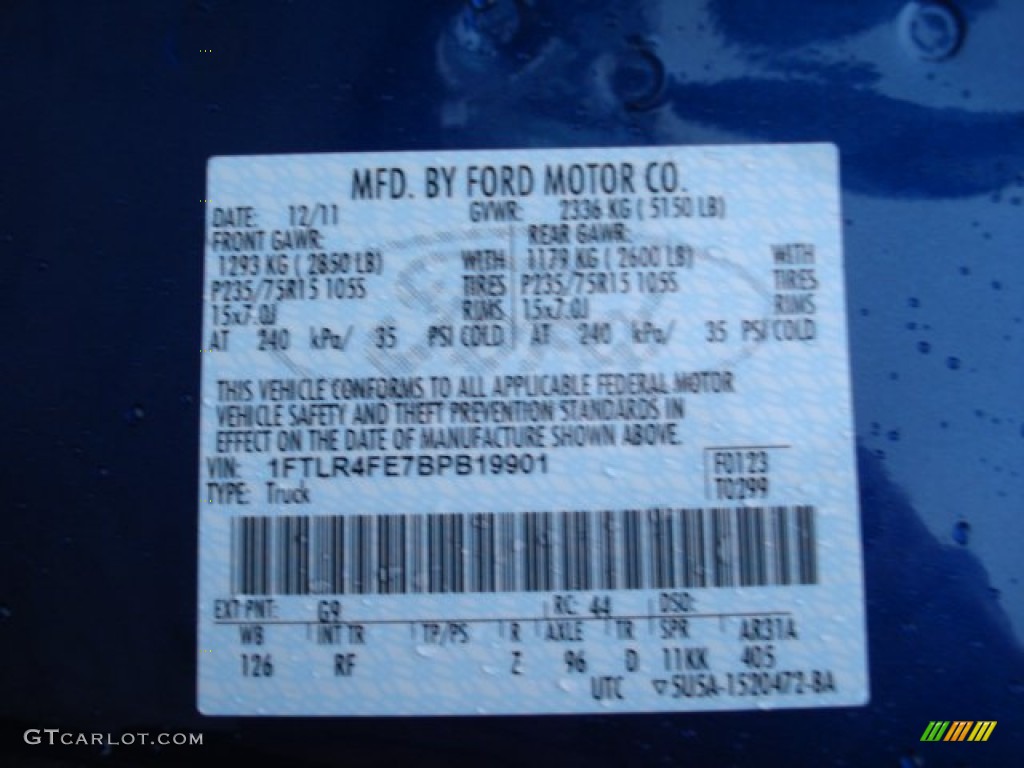 MFD. BY FORD MOTOR CO.
DATE: 12/11 GVWR: 2336 KG ( 5150 LB)
FRONT GAWR: REAR GAWR:
1293 KG ( 2850 LB) WITH 1179 KG ( 2600 LB) WITH
P235/75R15 105S TIRES P235/75R15 105S TIRES
15x7.0J RIMS 15x7.0J RIMS
AT 240 kPa/ 35 PSI COLD AT 240 kPa/ 35 PSI COLD
THIS VEHICLE CONFORMS TO ALL APPLICABLE FEDERAL MOTOR
VEHICLE SAFETY AND THEFT PREVENTION STANDARDS IN
EFFECT ON THE DATE OF MANUFACTURE SHOWN ABOVE.
VIN: 1FTLR4FE7BPB19901 F0123
TYPE: Truck T0299
EXT PNT: G9 RC: 44 DSO:
WB INT TR TP/PS R AXLE TR SPR AR31A
126 RF Z 96 D 11KK 405
UTC ▽5U5A-1520472-BA
GTCARLOT.COM